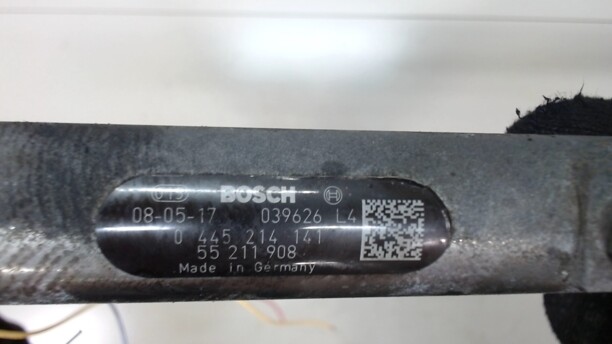 BOSCH
08-05-17 039626 L4
0 445 214 141
55 211 908
Made in Germany